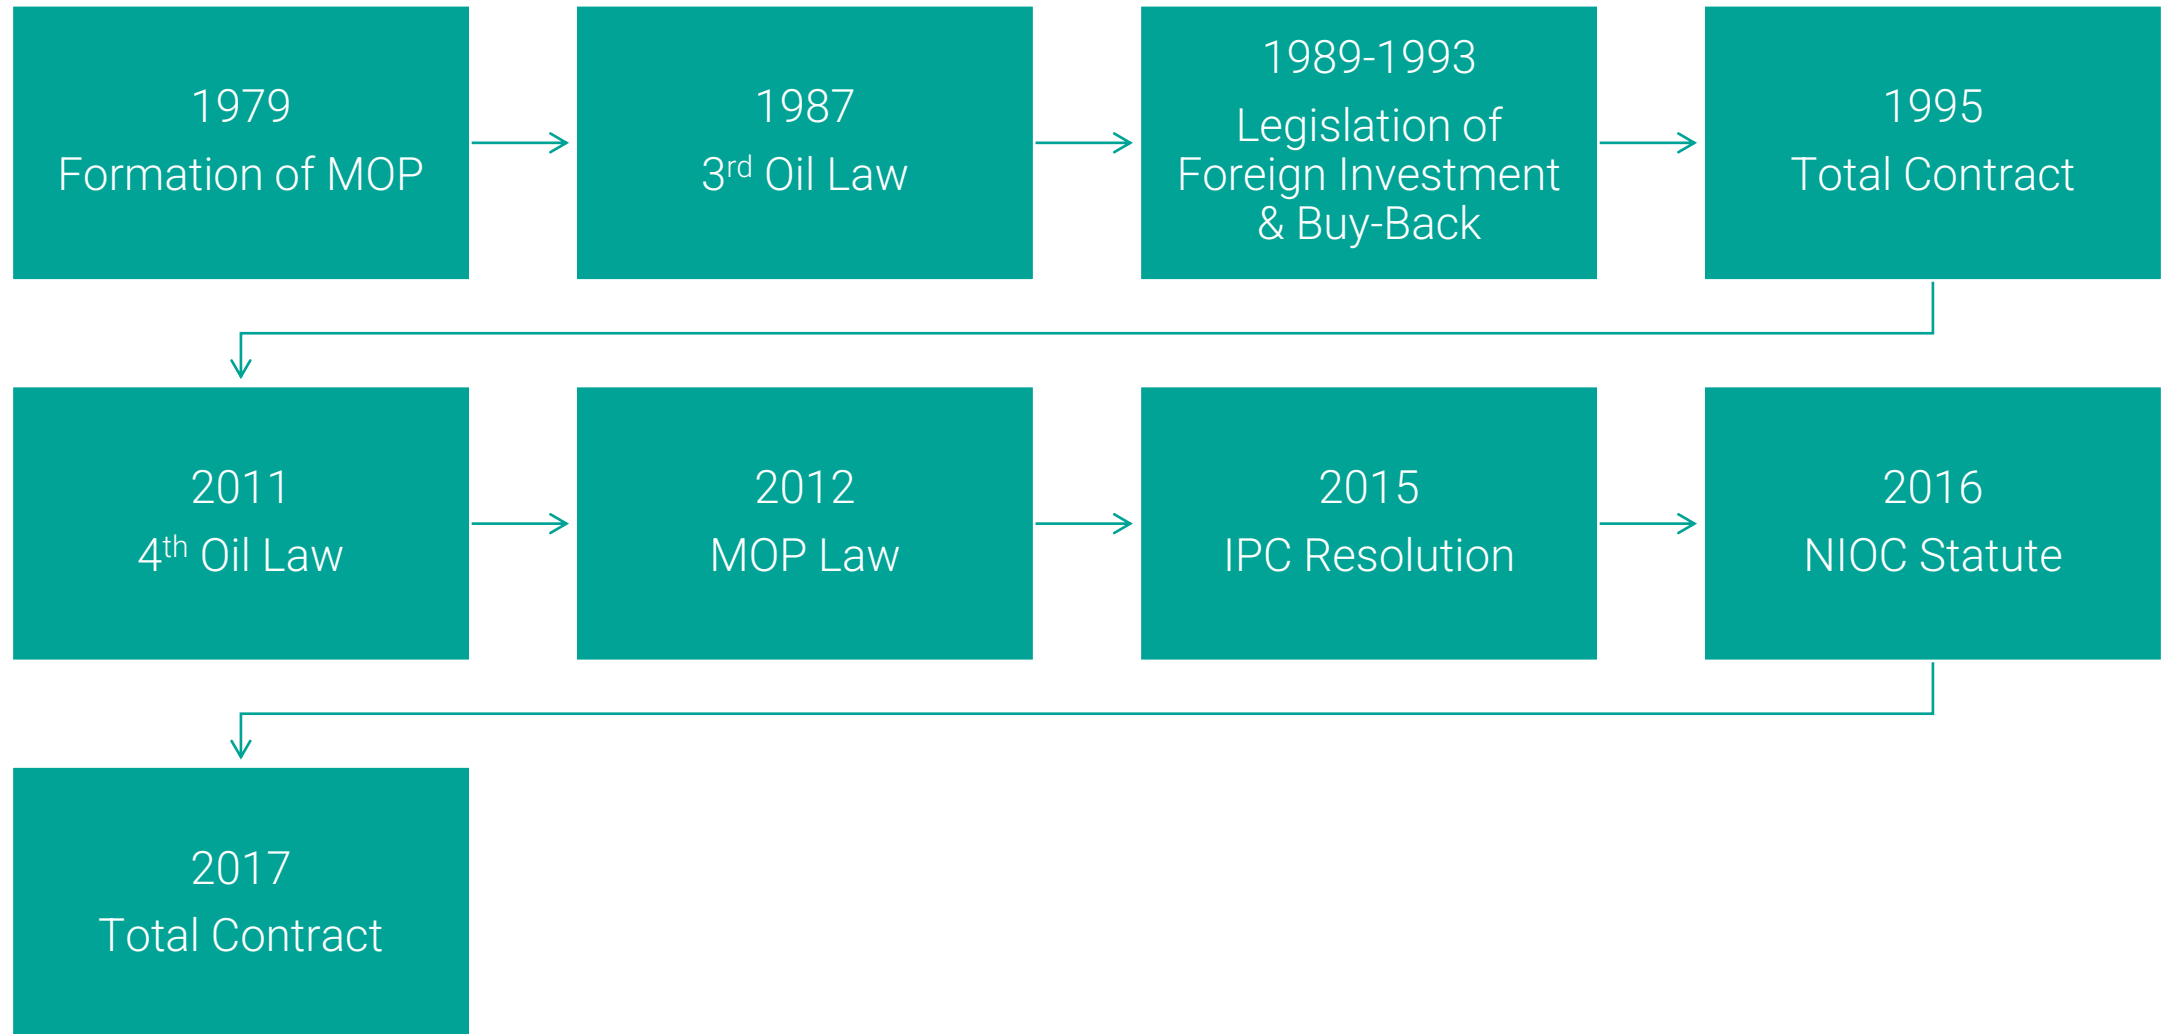 1979
Formation of MOP
1987
3rd Oil Law
1989-1993
Legislation of
Foreign Investment
& Buy-Back
1995
Total Contract
2011
4th Oil Law
2012
MOP Law
2015
IPC Resolution
2016
NIOC Statute
2017
Total Contract